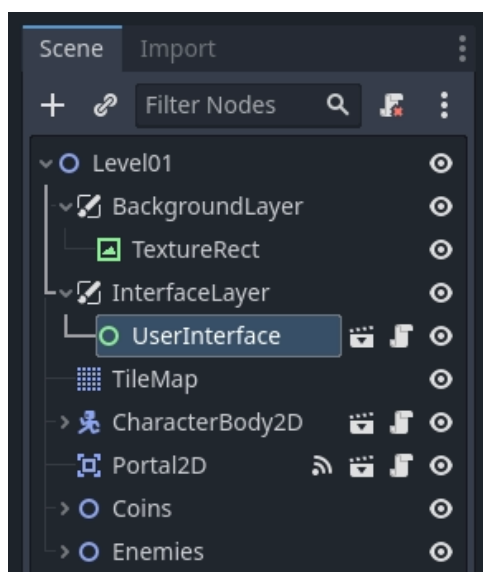 Scene Import
Filter Nodes
Level01
BackgroundLayer
TextureRect
InterfaceLayer
UserInterface
TileMap
CharacterBody2D
Portal2D
Coins
Enemies